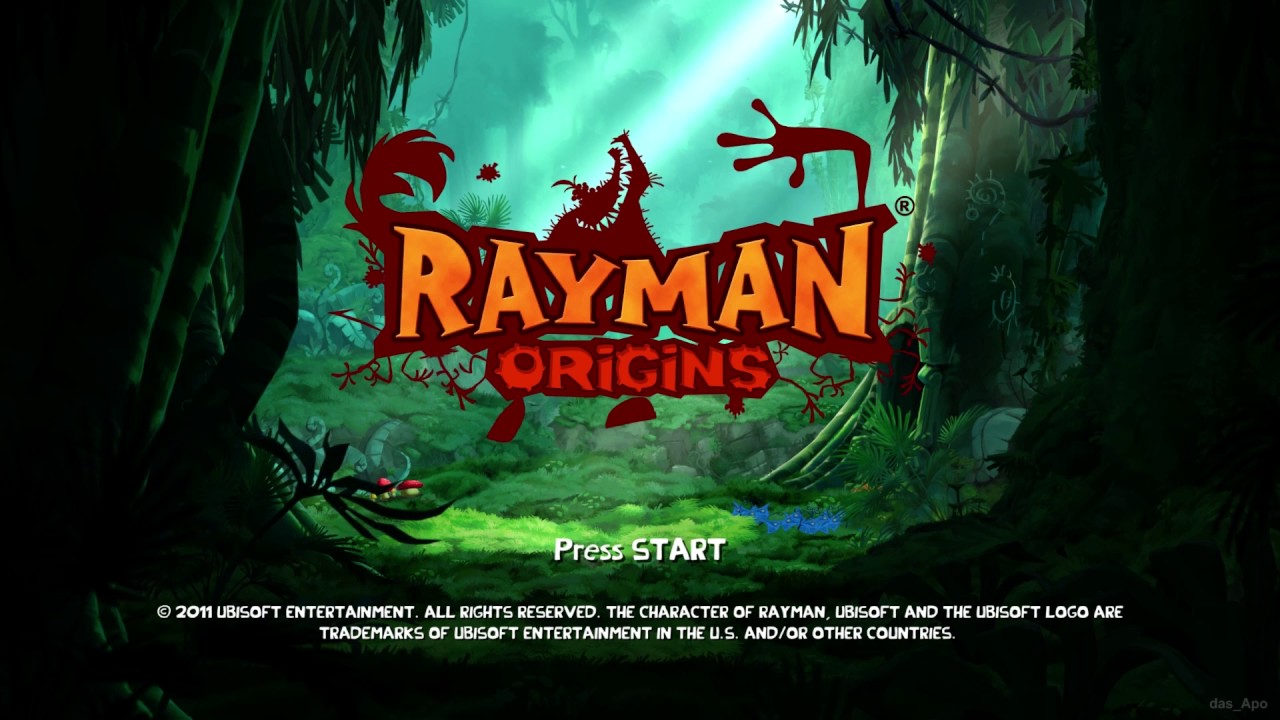 RAYMAN®
ORiGiNS
Press START
© 2011 UBISOFT ENTERTAINMENT. ALL RIGHTS RESERVED. THE CHARACTER OF RAYMAN, UBISOFT AND THE UBISOFT LOGO ARE
TRADEMARKS OF UBISOFT ENTERTAINMENT IN THE U.S. AND/OR OTHER COUNTRIES.
das_Apo